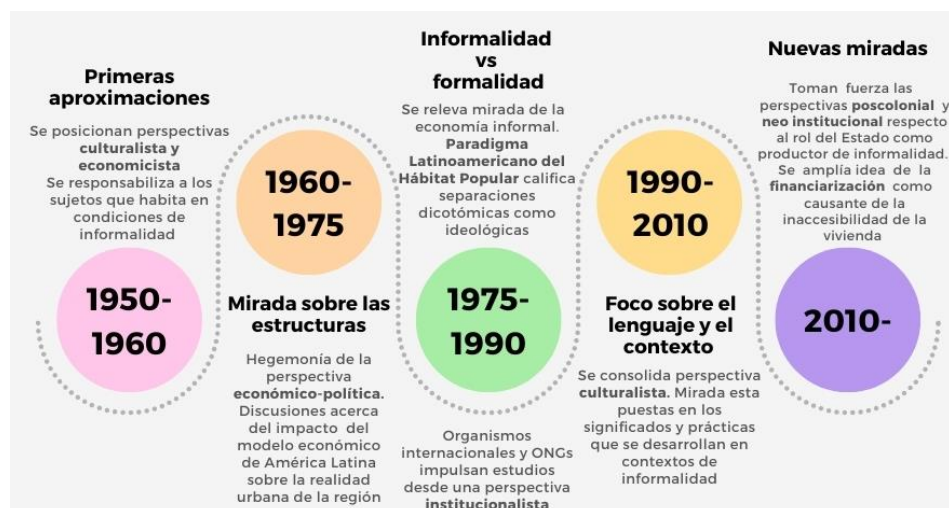 Primeras
aproximaciones
Se posicionan perspectivas
culturalista y
economicista
Se responsabiliza a los
sujetos que habita en
condiciones de
informalidad
1950-
1960
1960-
1975
Mirada sobre las
estructuras
Hegemonía de la
perspectiva
económico-política.
Discusiones acerca
del impacto del
modelo económico
de América Latina
sobre la realidad
urbana de la región
Informalidad
vs
formalidad
Se releva mirada de la
economía informal.
Paradigma
Latinoamericano del
Hábitat Popular califica
separaciones
dicotómicas como
ideológicas
1975-
1990
Organismos
internacionales y ONGs
impulsan estudios
desde una perspectiva
institucionalista
1990-
2010
Foco sobre el
lenguaje y el
contexto
Se consolida perspectiva
culturalista. Mirada esta
puestas en los
significados y prácticas
que se desarrollan en
contextos de
informalidad
Nuevas miradas
Toman fuerza las
perspectivas poscolonial y
neo institucional respecto
al rol del Estado como
productor de informalidad.
Se amplía idea de la
financiarización como
causante de la
inaccesibilidad de la
vivienda
2010-